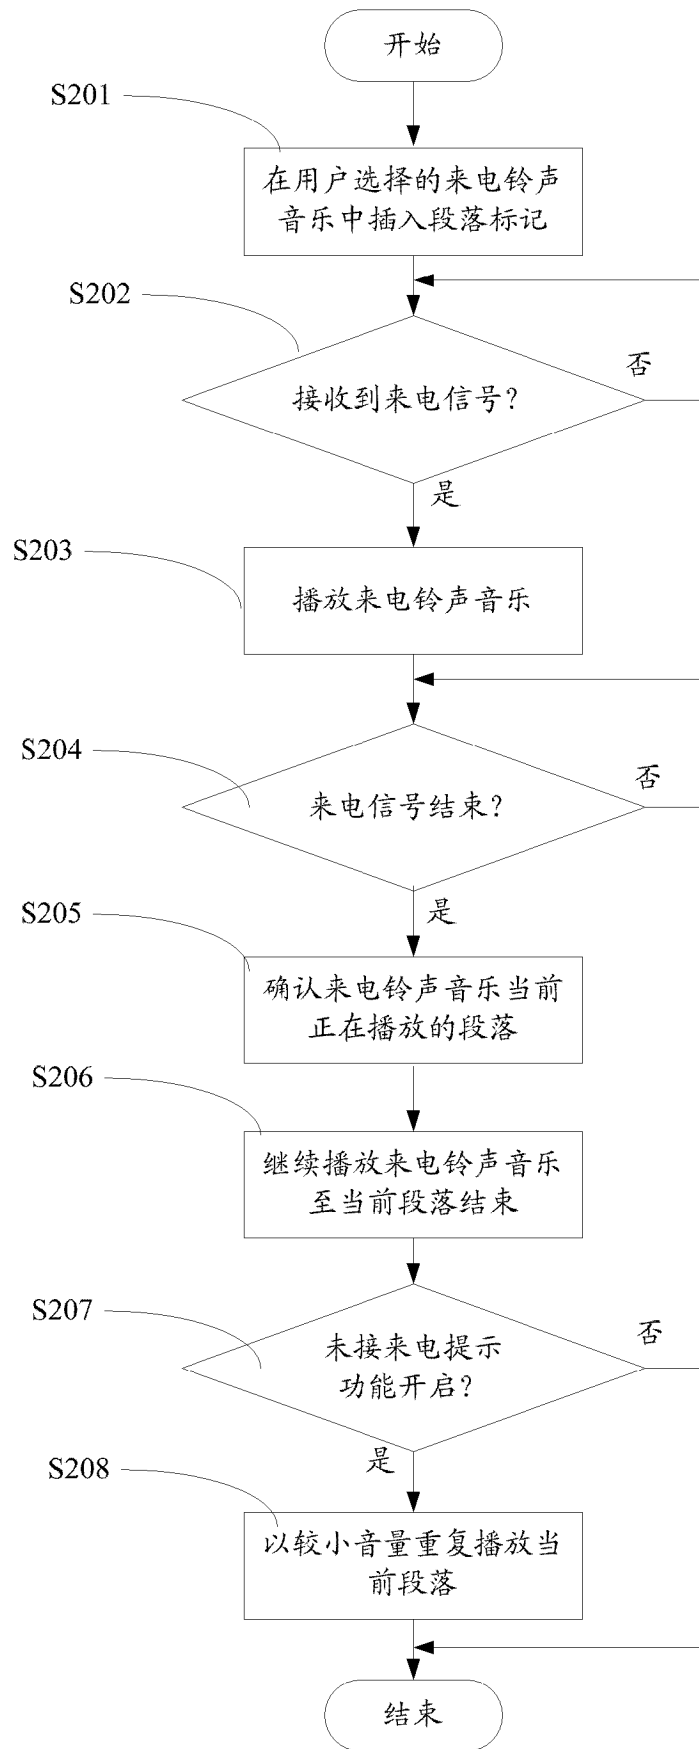 开始
S201
在用户选择的来电铃声
音乐中插入段落标记
S202
否
接收到来电信号?
是
S203
播放来电铃声音乐
S204
否
来电信号结束?
是
S205
确认来电铃声音乐当前
正在播放的段落
S206
继续播放来电铃声音乐
至当前段落结束
S207
否
未接来电提示
功能开启?
是
S208
以较小音量重复播放当
前段落
结束